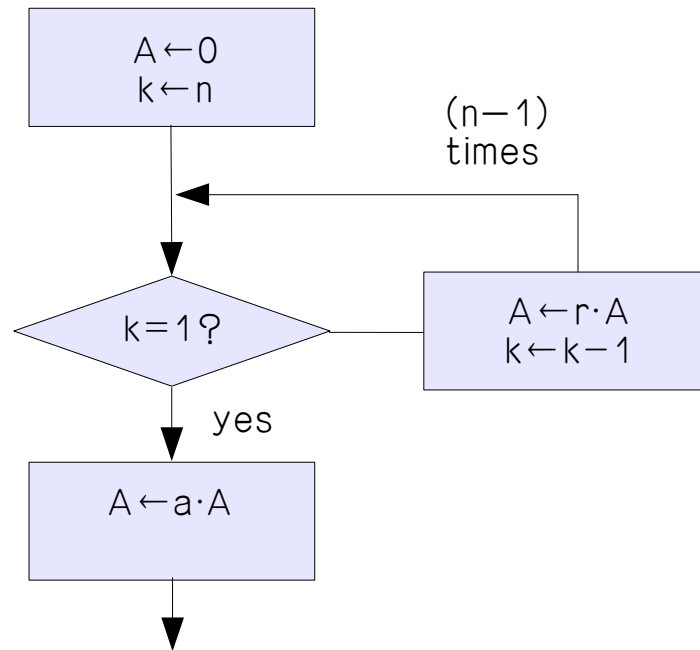 A←0
k←n
(n−1)
times
k=1?
A←r·A
k←k−1
yes
A←a·A